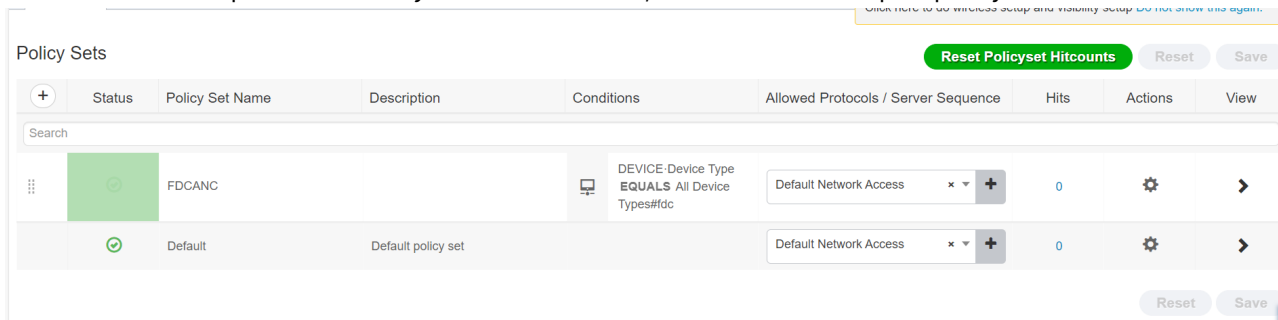 Click here to do wireless setup and visibility setup Do not show this again.
Policy Sets
Reset Policyset Hitcounts
Reset
Save
+ Status Policy Set Name Description Conditions Allowed Protocols / Server Sequence Hits Actions View
Search
FDCANC
DEVICE·Device Type
EQUALS All Device
Types#fdc
Default Network Access × +
0
Default
Default policy set
Default Network Access × +
0
Reset
Save